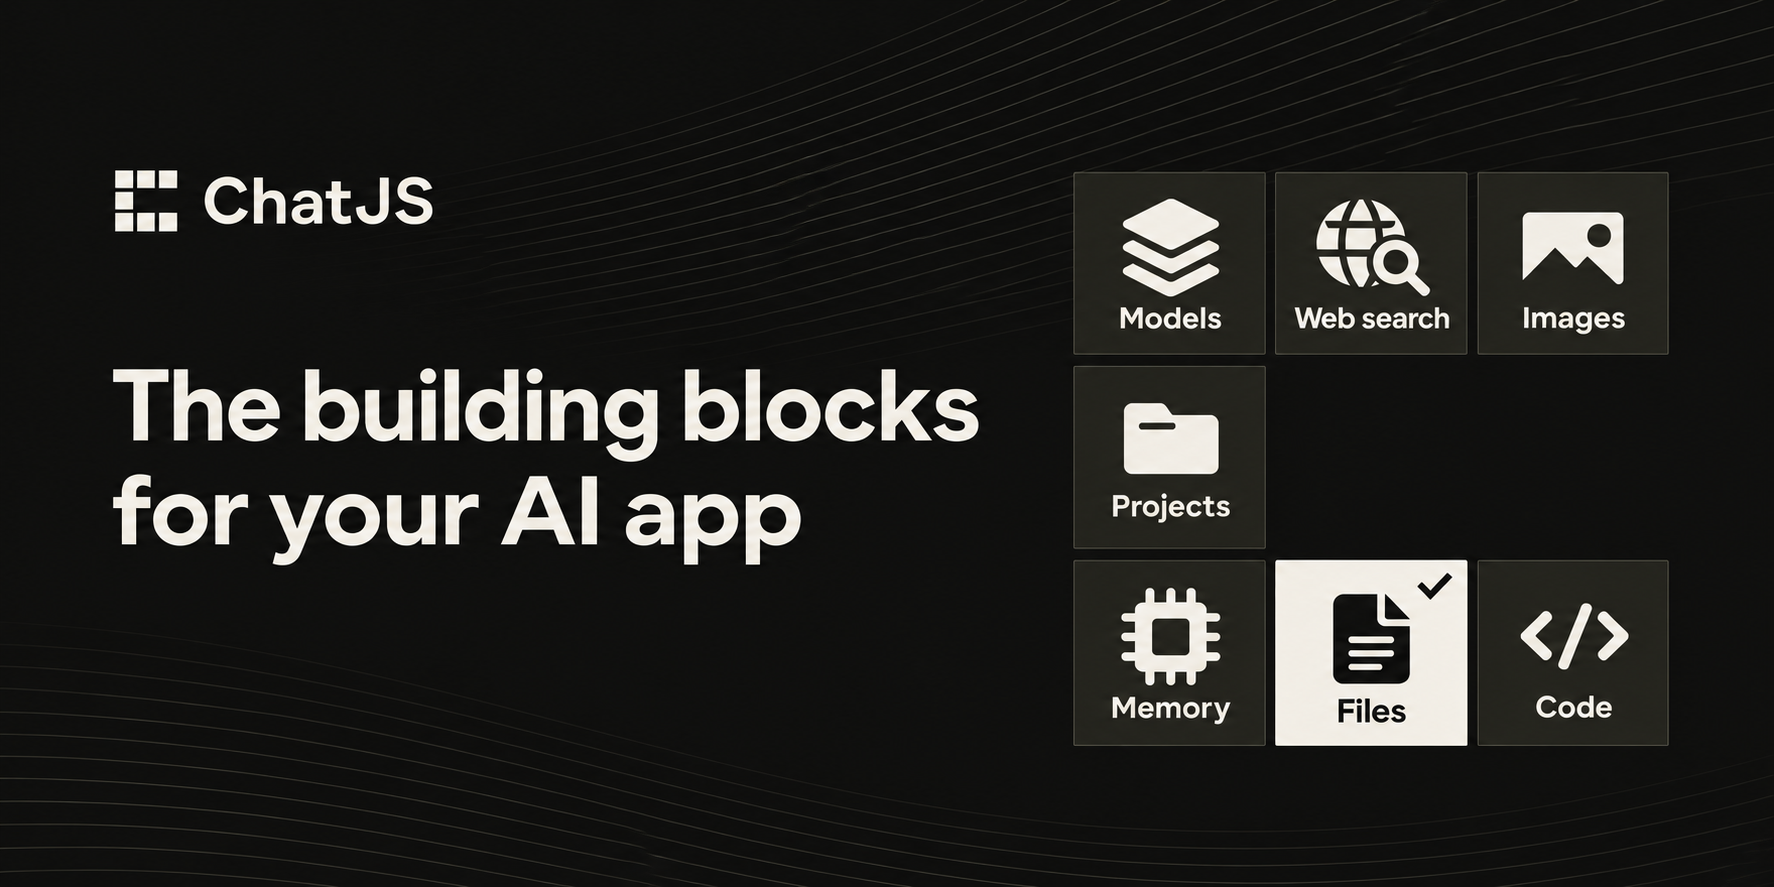 ChatJS
The building blocks
for your AI app
Models
Web search
Images
Projects
Memory
Files
Code